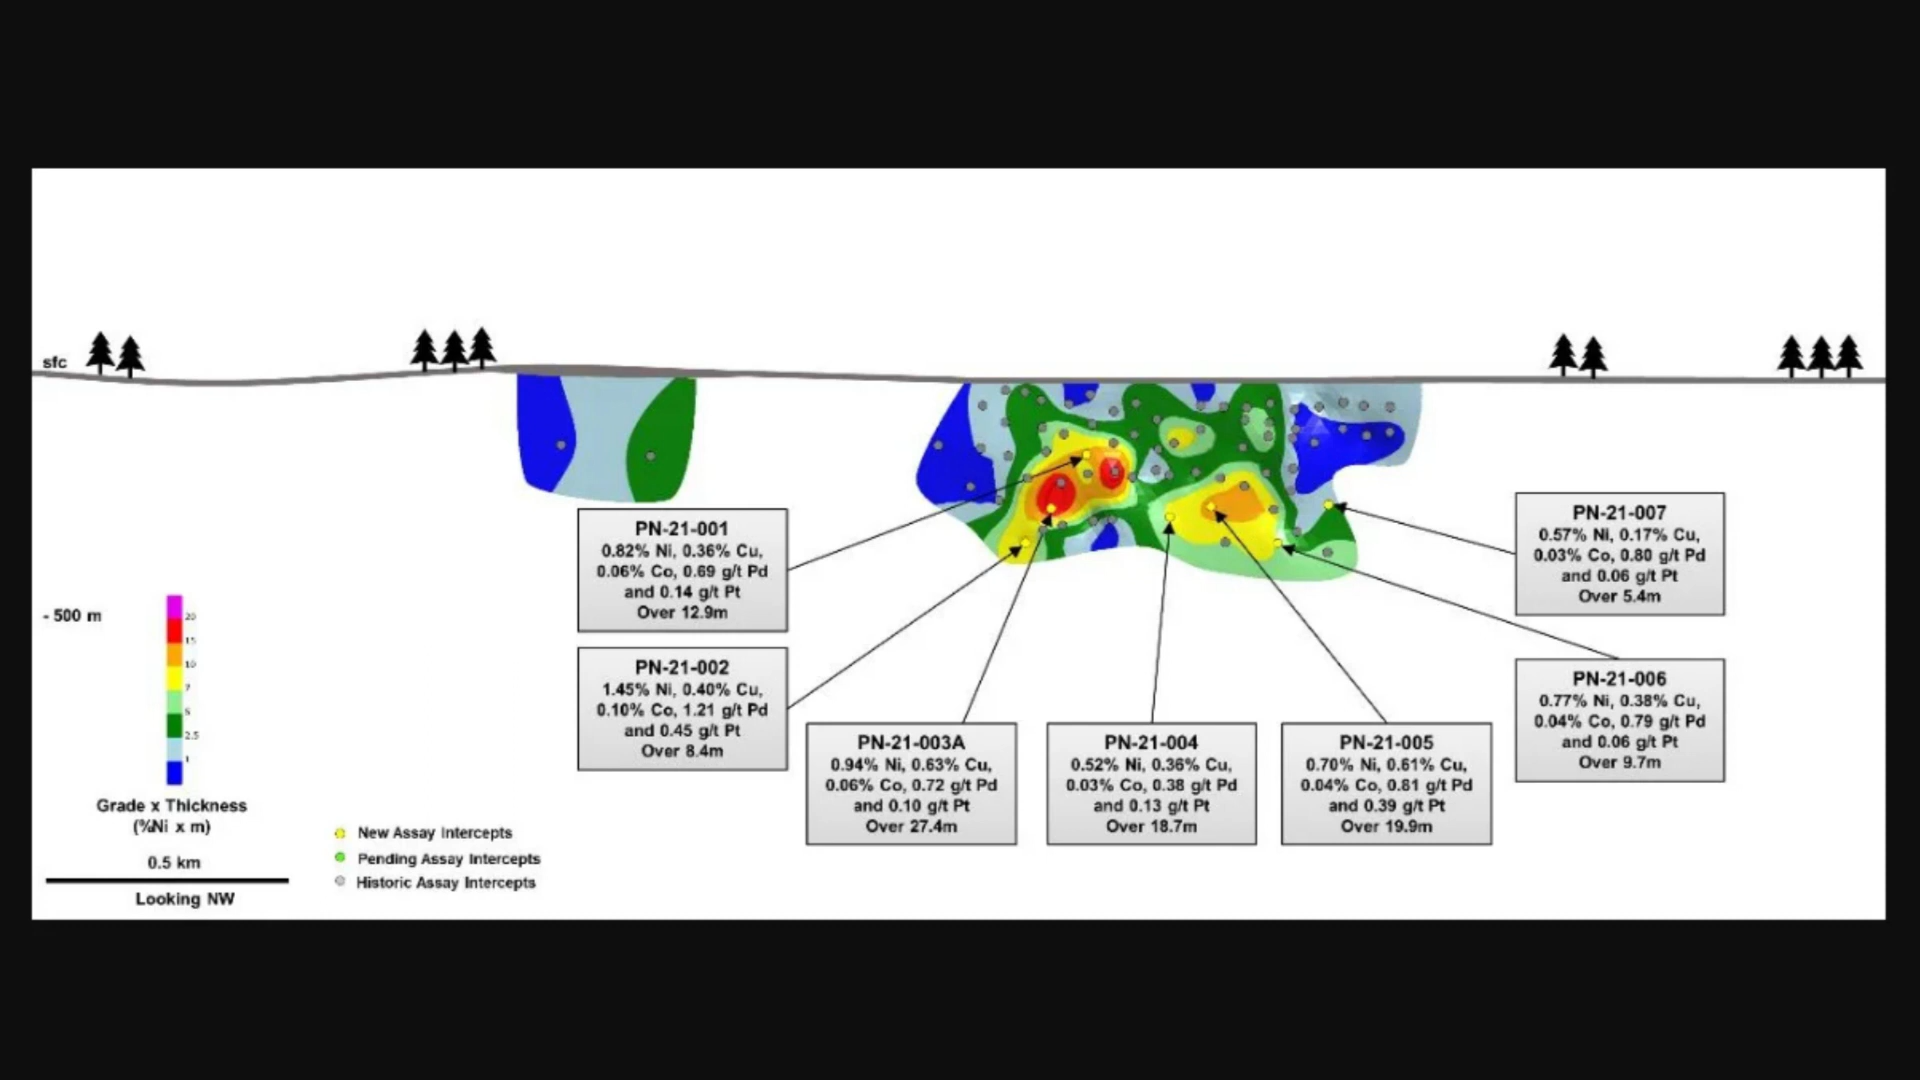 sfc
PN-21-001
0.82% Ni, 0.36% Cu,
0.06% Co, 0.69 g/t Pd
and 0.14 g/t Pt
Over 12.9m
PN-21-002
1.45% Ni, 0.40% Cu,
0.10% Co, 1.21 g/t Pd
and 0.45 g/t Pt
Over 8.4m
PN-21-003A
0.94% Ni, 0.63% Cu,
0.06% Co, 0.72 g/t Pd
and 0.10 g/t Pt
Over 27.4m
PN-21-004
0.52% Ni, 0.36% Cu,
0.03% Co, 0.38 g/t Pd
and 0.13 g/t Pt
Over 18.7m
PN-21-005
0.70% Ni, 0.61% Cu,
0.04% Co, 0.81 g/t Pd
and 0.39 g/t Pt
Over 19.9m
PN-21-007
0.57% Ni, 0.17% Cu,
0.03% Co, 0.80 g/t Pd
and 0.06 g/t Pt
Over 5.4m
PN-21-006
0.77% Ni, 0.38% Cu,
0.04% Co, 0.79 g/t Pd
and 0.06 g/t Pt
Over 9.7m
- 500 m
20
15
10
7
5
2.5
1
Grade x Thickness
(%Ni x m)
0.5 km
Looking NW
New Assay Intercepts
Pending Assay Intercepts
Historic Assay Intercepts